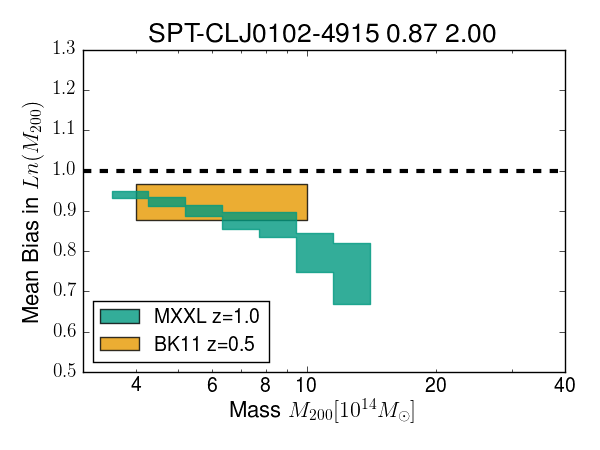 SPT-CLJ0102-4915 0.87 2.00
1.3
1.2
1.1
1.0
0.9
0.8
0.7
0.6
0.5
Mean Bias in Ln(M200)
MXXL z=1.0
BK11 z=0.5
4 6 8 10 20 40
Mass M200[10^14 M⊙]